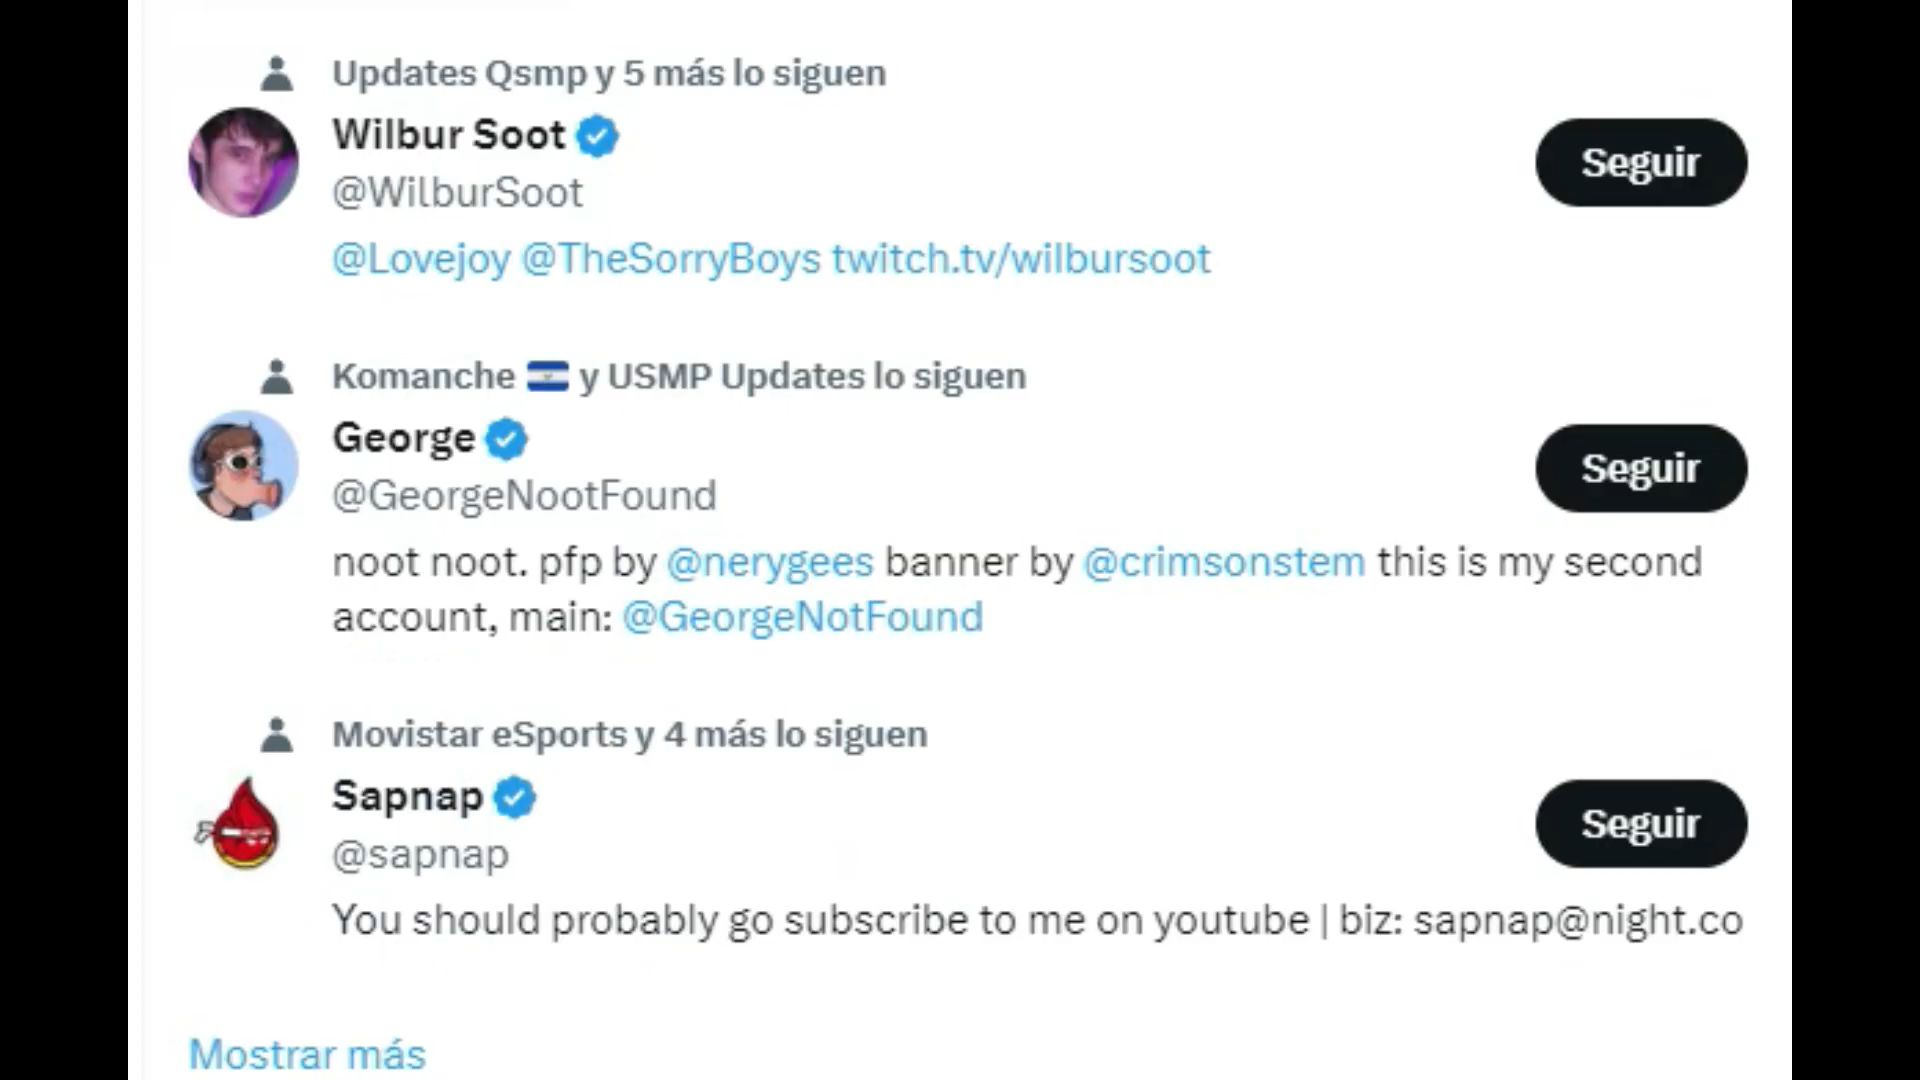 Updates Qsmp y 5 más lo siguen
Wilbur Soot
@WilburSoot
Seguir
@Lovejoy @TheSorryBoys twitch.tv/wilbursoot
Komanche 🇸🇻 y USMP Updates lo siguen
George
@GeorgeNootFound
Seguir
noot noot. pfp by @nerygees banner by @crimsonstem this is my second
account, main: @GeorgeNotFound
Movistar eSports y 4 más lo siguen
Sapnap
@sapnap
Seguir
You should probably go subscribe to me on youtube | biz: sapnap@night.co
Mostrar más